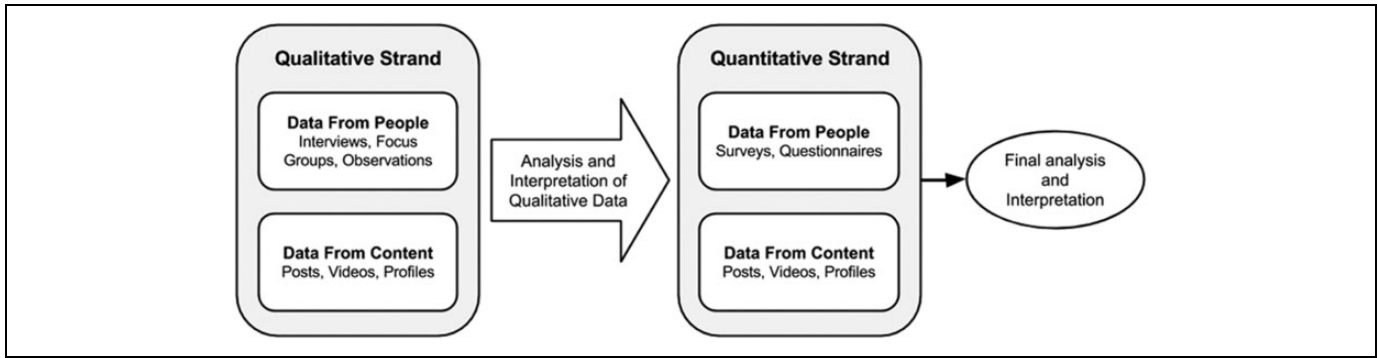 Qualitative Strand
Data From People
Interviews, Focus
Groups, Observations
Data From Content
Posts, Videos, Profiles
Analysis and
Interpretation of
Qualitative Data
Quantitative Strand
Data From People
Surveys, Questionnaires
Data From Content
Posts, Videos, Profiles
Final analysis
and
Interpretation